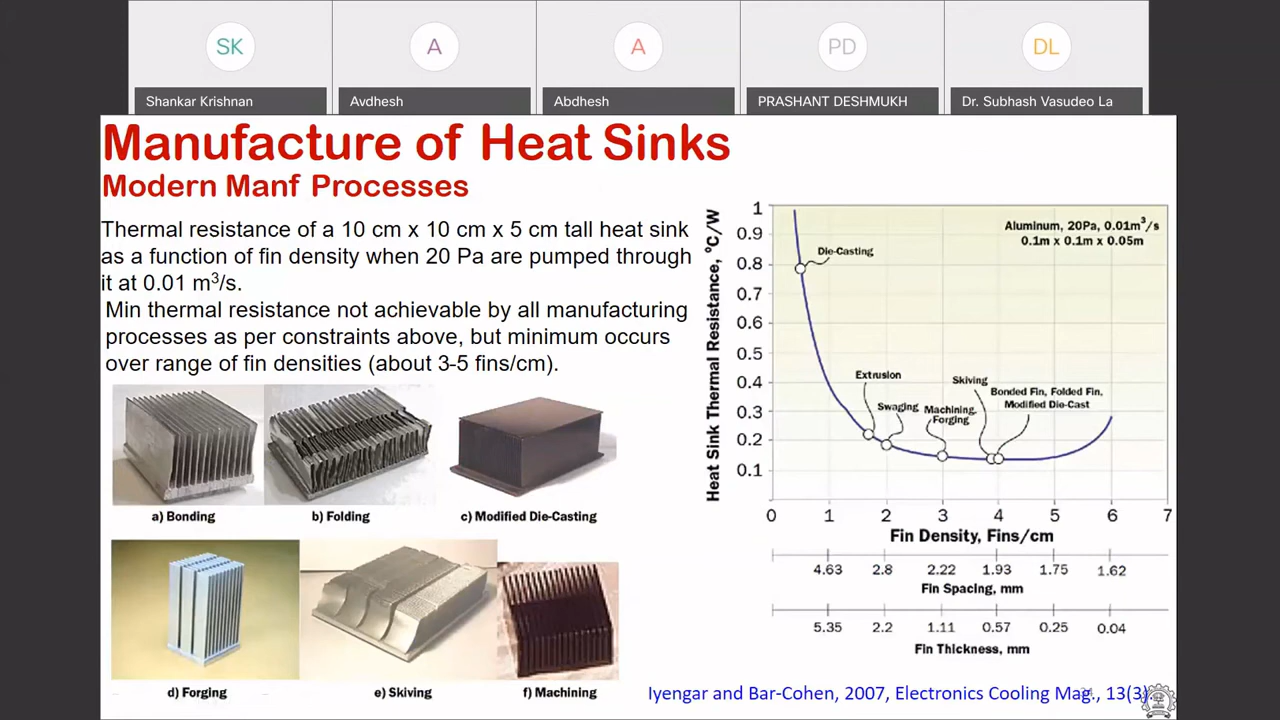 SK
A
A
PD
DL
Shankar Krishnan
Avdhesh
Abdhesh
PRASHANT DESHMUKH
Dr. Subhash Vasudeo La
Manufacture of Heat Sinks
Modern Manf Processes
Thermal resistance of a 10 cm x 10 cm x 5 cm tall heat sink
as a function of fin density when 20 Pa are pumped through
it at 0.01 m³/s.
Min thermal resistance not achievable by all manufacturing
processes as per constraints above, but minimum occurs
over range of fin densities (about 3-5 fins/cm).
a) Bonding
b) Folding
c) Modified Die-Casting
d) Forging
e) Skiving
f) Machining
Heat Sink Thermal Resistance, °C/W
1
0.9
0.8
0.7
0.6
0.5
0.4
0.3
0.2
0.1
Aluminum, 20Pa, 0.01m³/s
0.1m x 0.1m x 0.05m
Die-Casting
Extrusion
Swaging
Machining,
Forging
Skiving
Bonded Fin, Folded Fin,
Modified Die-Cast
0 1 2 3 4 5 6 7
Fin Density, Fins/cm
4.63 2.8 2.22 1.93 1.75 1.62
Fin Spacing, mm
5.35 2.2 1.11 0.57 0.25 0.04
Fin Thickness, mm
Iyengar and Bar-Cohen, 2007, Electronics Cooling Mag., 13(3).